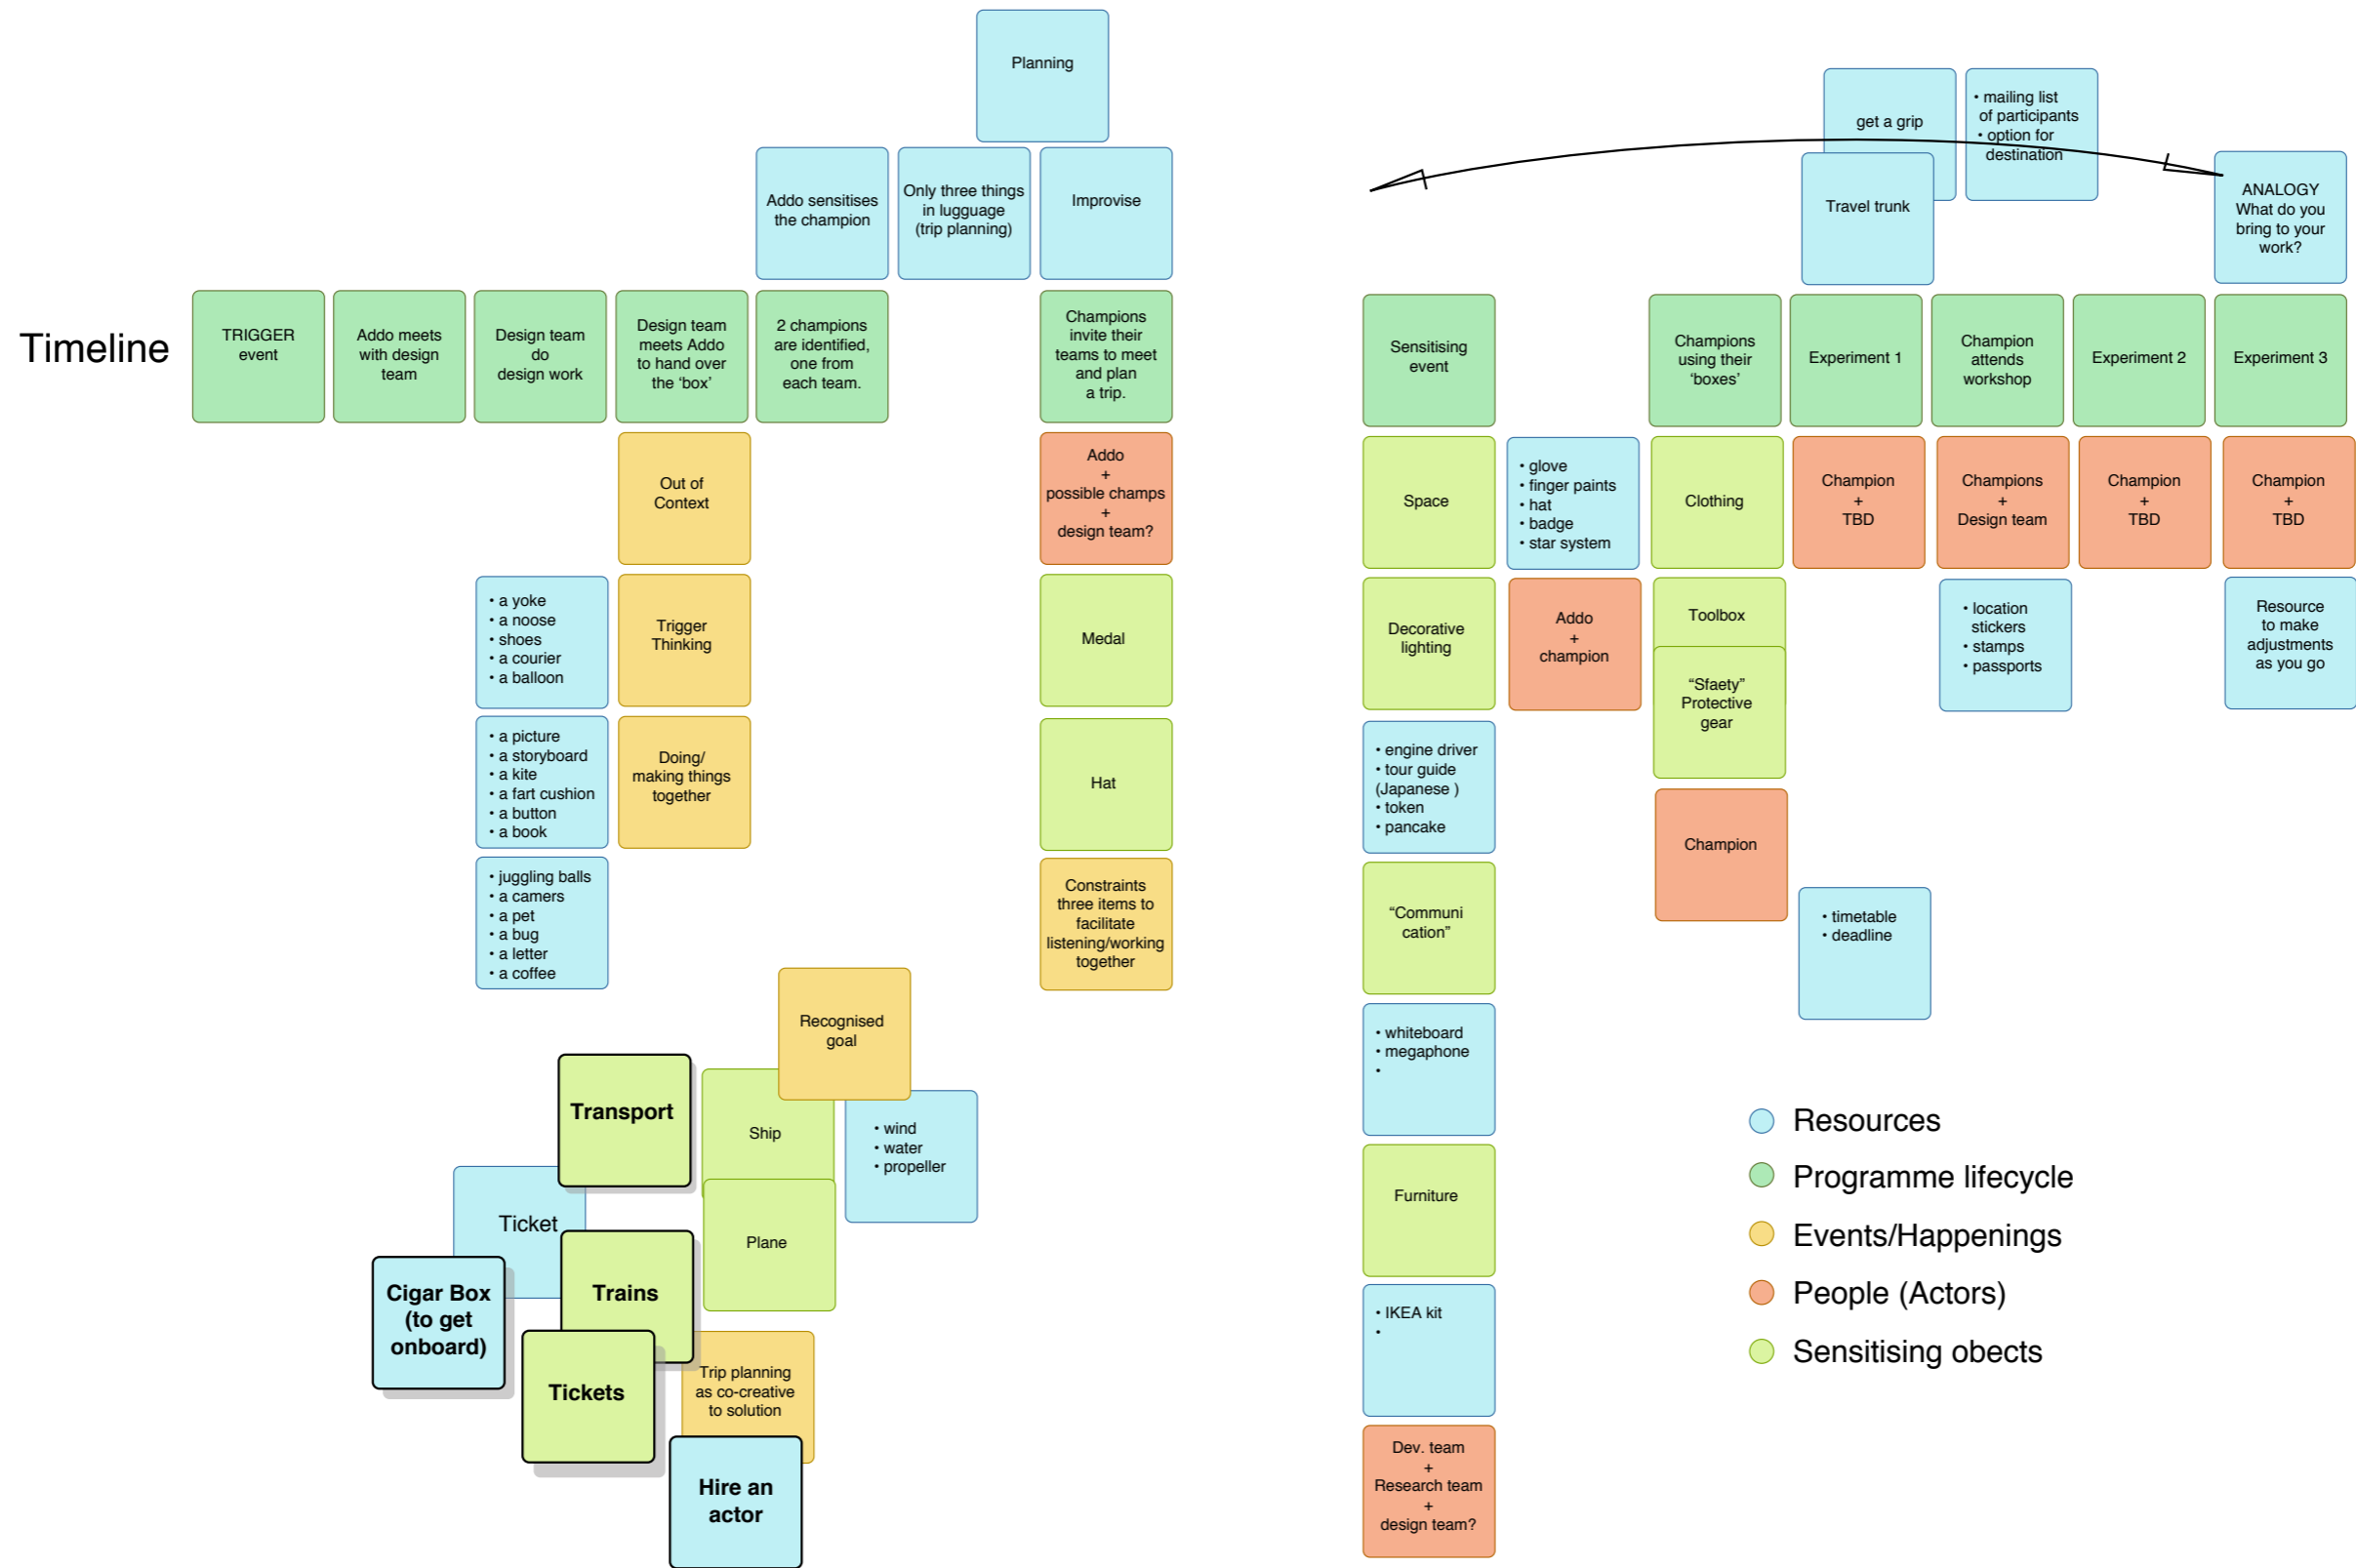 Planning
get a grip
• mailing list
of participants
• option for
destination
Addo sensitises
the champion
Only three things
in lugguage
(trip planning)
Improvise
Travel trunk
ANALOGY
What do you
bring to your
work?
Timeline
TRIGGER
event
Addo meets
with design
team
Design team
do
design work
Design team
meets Addo
to hand over
the ‘box’
2 champions
are identified,
one from
each team.
Champions
invite their
teams to meet
and plan
a trip.
Sensitising
event
Champions
using their
‘boxes’
Experiment 1
Champion
attends
workshop
Experiment 2
Experiment 3
Out of
Context
Addo
+
possible champs
+
design team?
Space
• glove
• finger paints
• hat
• badge
• star system
Clothing
Champion
+
TBD
Champions
+
Design team
Champion
+
TBD
Champion
+
TBD
• a yoke
• a noose
• shoes
• a courier
• a balloon
Trigger
Thinking
Medal
Decorative
lighting
Addo
+
champion
Toolbox
“Sfaety”
Protective
gear
• location
stickers
• stamps
• passports
Resource
to make
adjustments
as you go
• a picture
• a storyboard
• a kite
• a fart cushion
• a button
• a book
Doing/
making things
together
Hat
• engine driver
• tour guide
(Japanese )
• token
• pancake
Champion
• juggling balls
• a camers
• a pet
• a bug
• a letter
• a coffee
Constraints
three items to
facilitate
listening/working
together
“Communi
cation”
• timetable
• deadline
Recognised
goal
• whiteboard
• megaphone
•
Transport
Ship
• wind
• water
• propeller
Ticket
Plane
Furniture
Cigar Box
(to get
onboard)
Trains
Tickets
Trip planning
as co-creative
to solution
• IKEA kit
•
Hire an
actor
Dev. team
+
Research team
+
design team?
Resources
Programme lifecycle
Events/Happenings
People (Actors)
Sensitising obects